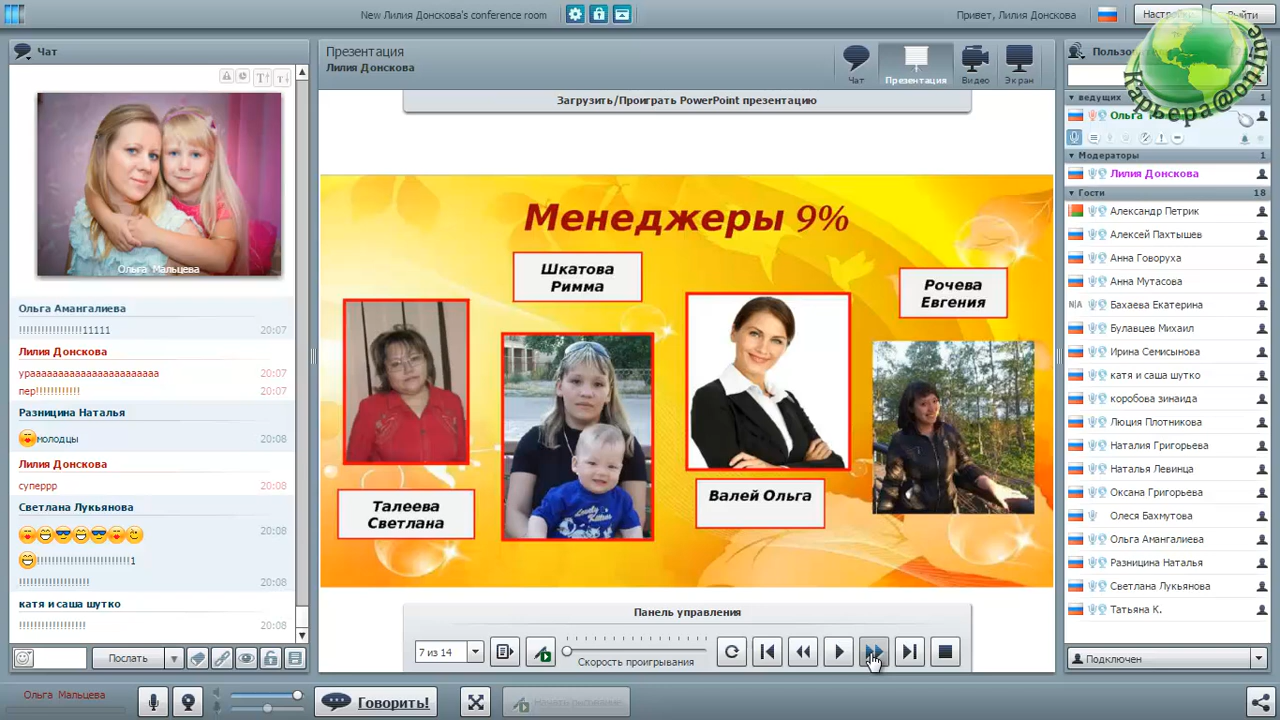 New Лилия Донскова's conference room
Привет, Лилия Донскова
Выйти
карьера@online
Чат
Ольга Мальцева
Ольга Амангалиева
!!!!!!!!!!!!!!!!!11111 20:07
Лилия Донскова
ураааааааааааааааааааааа 20:07
пер!!!!!!!!!!!! 20:07
Разницина Наталья
молодцы 20:08
Лилия Донскова
суперрр 20:08
Светлана Лукьянова
20:08
!!!!!!!!!!!!!!!!!!!!!!!!!1
!!!!!!!!!!!!!!!!!!! 20:08
катя и саша шутко
!!!!!!!!!!!!!!!!!! 20:08
Послать
Презентация
Лилия Донскова
Чат
Презентация
Видео
Экран
Загрузить/Проиграть PowerPoint презентацию
Менеджеры 9%
Шкатова
Римма
Рочева
Евгения
Талеева
Светлана
Валей Ольга
Панель управления
7 из 14
Скорость проигрывания
ведущих 1
Ольга
Модераторы 1
Лилия Донскова
Гости 18
Александр Петрик
Алексей Пахтышев
Анна Говоруха
Анна Мутасова
N/A Бахаева Екатерина
Булавцев Михаил
Ирина Семисынова
катя и саша шутко
коробова зинаида
Люция Плотникова
Наталия Григорьева
Наталья Левинца
Оксана Григорьева
Олеся Бахмутова
Ольга Амангалиева
Разницина Наталья
Светлана Лукьянова
Татьяна К.
Подключен
Ольга Мальцева
Говорить!